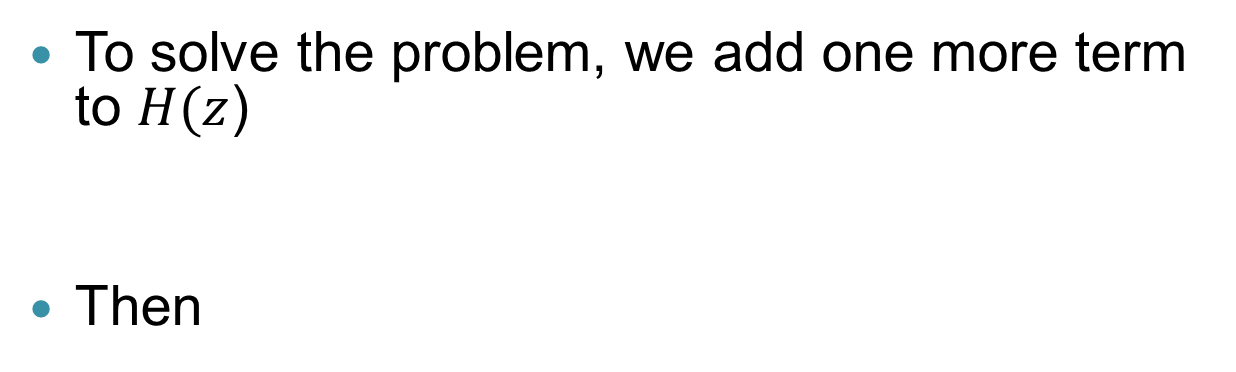 • To solve the problem, we add one more term
to H(z)
• Then